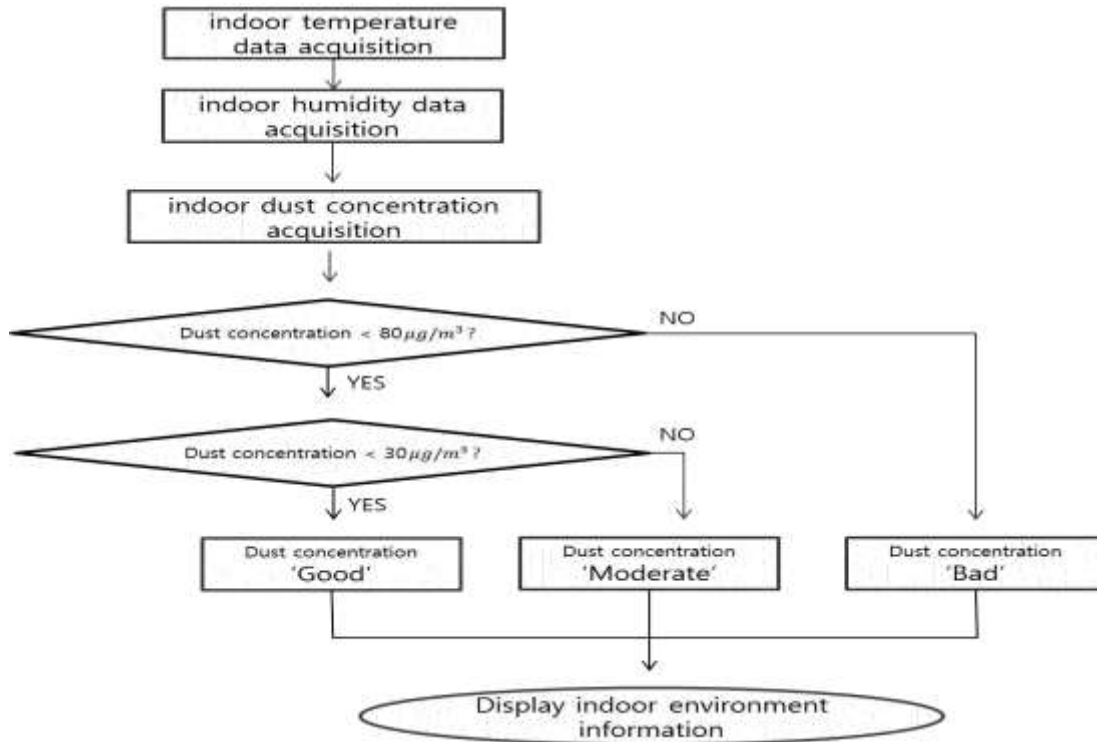 indoor temperature
data acquisition
indoor humidity data
acquisition
indoor dust concentration
acquisition
Dust concentration < 80μg/m³ ?
NO
YES
Dust concentration < 30μg/m³ ?
NO
YES
Dust concentration
'Good'
Dust concentration
'Moderate'
Dust concentration
'Bad'
Display indoor environment
information